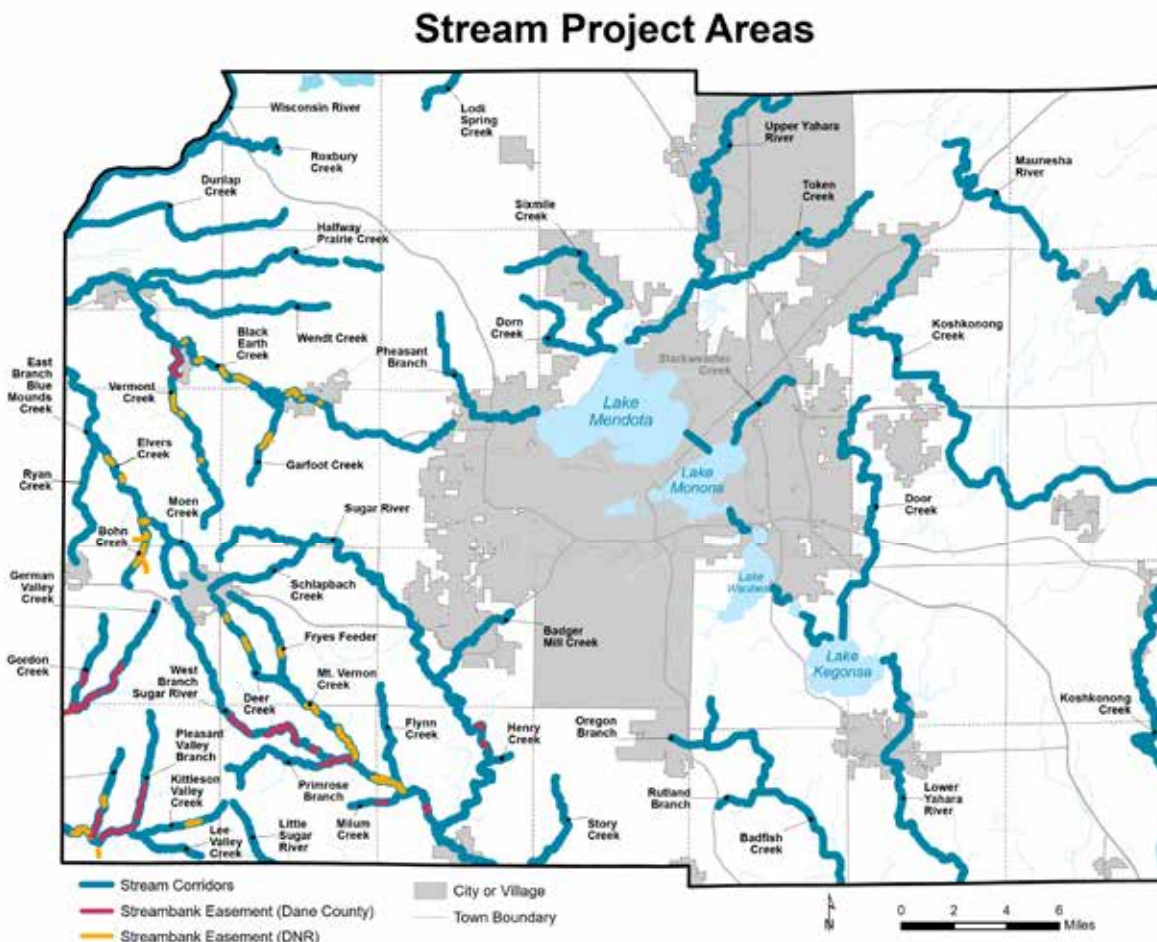 Stream Project Areas
Wisconsin River
Lodi
Spring
Creek
Upper Yahara
River
Roxbury
Creek
Maunesha
River
Dunlap
Creek
Token
Creek
Sixmile
Creek
Halfway
Prairie Creek
Koshkonong
Creek
Wendt Creek
Dorn
Creek
Black
Earth
Creek
Pheasant
Branch
Starkweather
Creek
East
Branch
Blue
Mounds
Creek
Vermont
Creek
Lake
Mendota
Elvers
Creek
Garfoot Creek
Ryan
Creek
Moen
Creek
Lake
Monona
Door
Creek
Sugar River
Bohn
Creek
German
Valley
Creek
Schlapbach
Creek
Lake
Waubesa
Badger
Mill Creek
Fryes Feeder
Gordon
Creek
West
Branch
Sugar River
Deer
Creek
Mt. Vernon
Creek
Lake
Kegonsa
Koshkonong
Creek
Pleasant
Valley
Branch
Flynn
Creek
Henry
Creek
Oregon
Branch
Kittleson
Valley
Creek
Primrose
Branch
Milum
Creek
Rutland
Branch
Lower
Yahara
River
Lee
Valley
Creek
Little
Sugar
River
Story
Creek
Badfish
Creek
Stream Corridors
Streambank Easement (Dane County)
Streambank Easement (DNR)
City or Village
Town Boundary
N
0 2 4 6
Miles